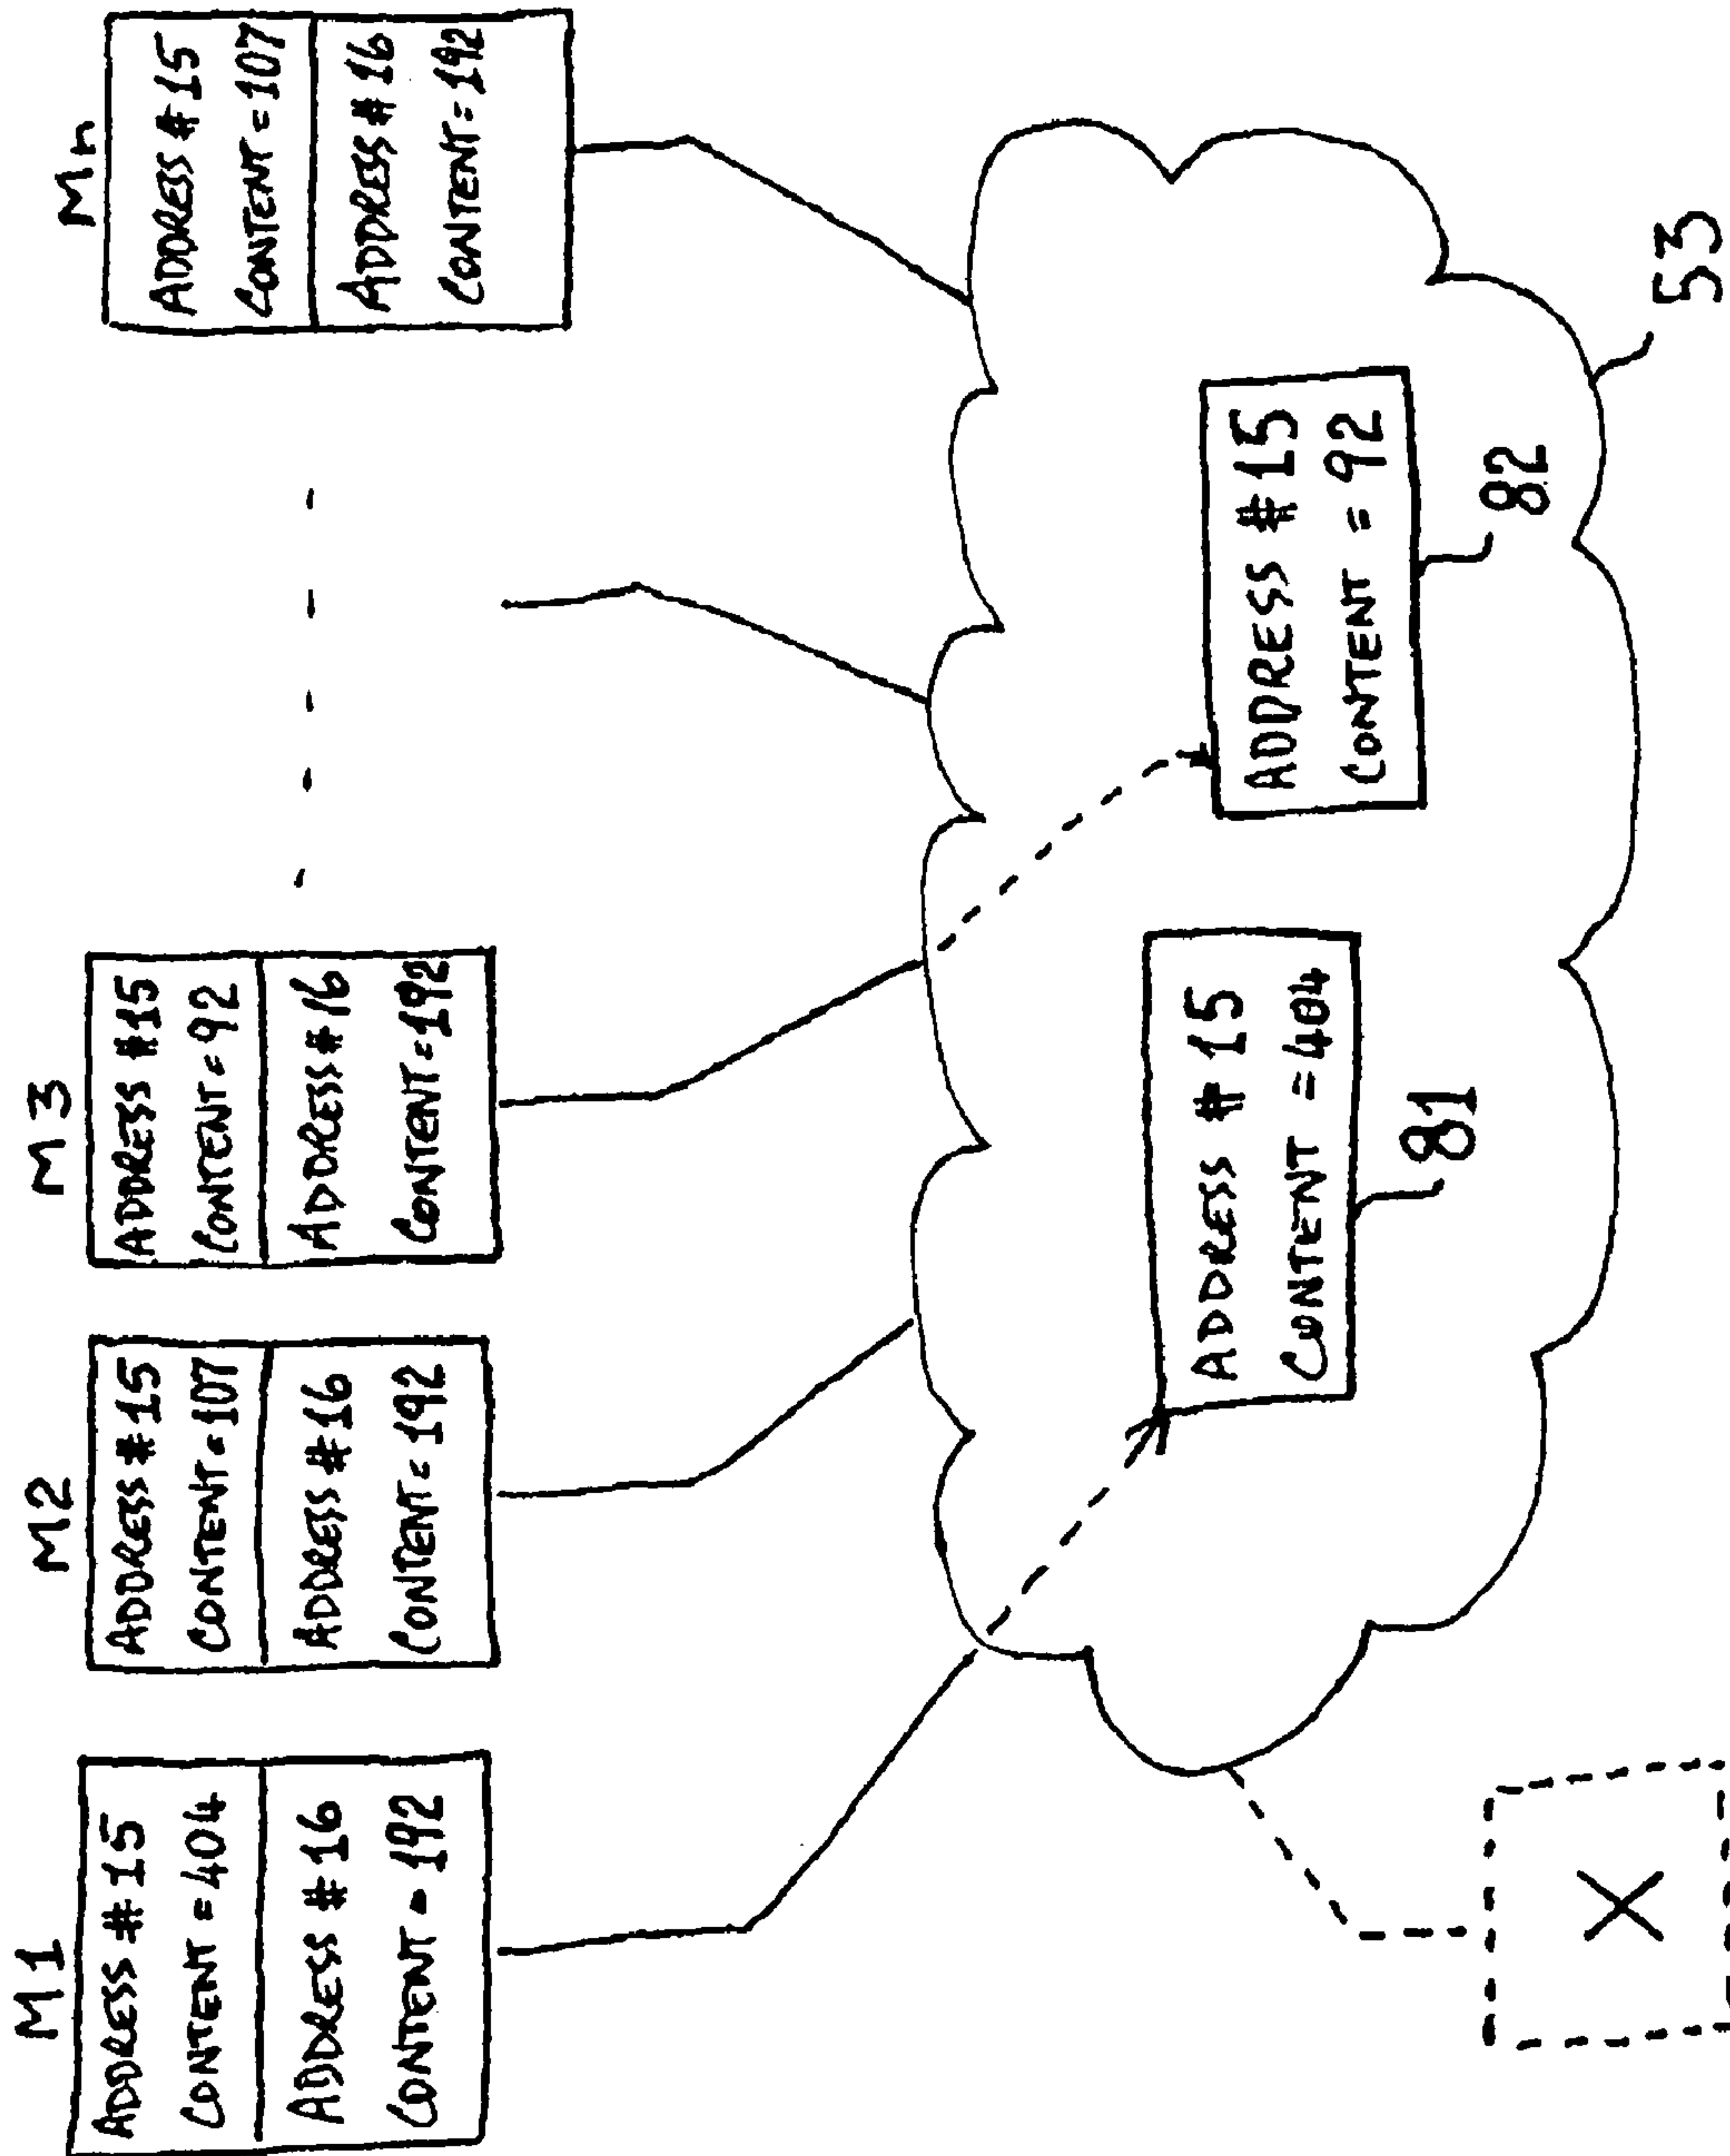 M1
ADDRESS #15
CONTENT = 404
ADDRESS #16
CONTENT = 192
M2
ADDRESS #15
CONTENT = 107
ADDRESS #16
CONTENT = 192
M3
ADDRESS #15
CONTENT = 92
ADDRESS #16
CONTENT = 192
Mn
ADDRESS #15
CONTENT = 107
ADDRESS #16
CONTENT = 192
ADDRESS #15
CONTENT = 404
81
ADDRESS #15
CONTENT = 92
82
53
X